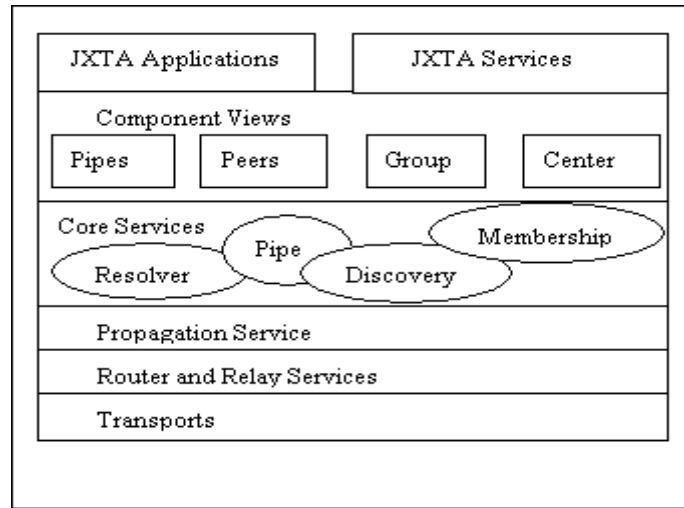 JXTA Applications
JXTA Services
Component Views
Pipes
Peers
Group
Center
Core Services
Membership
Pipe
Resolver
Discovery
Propagation Service
Router and Relay Services
Transports